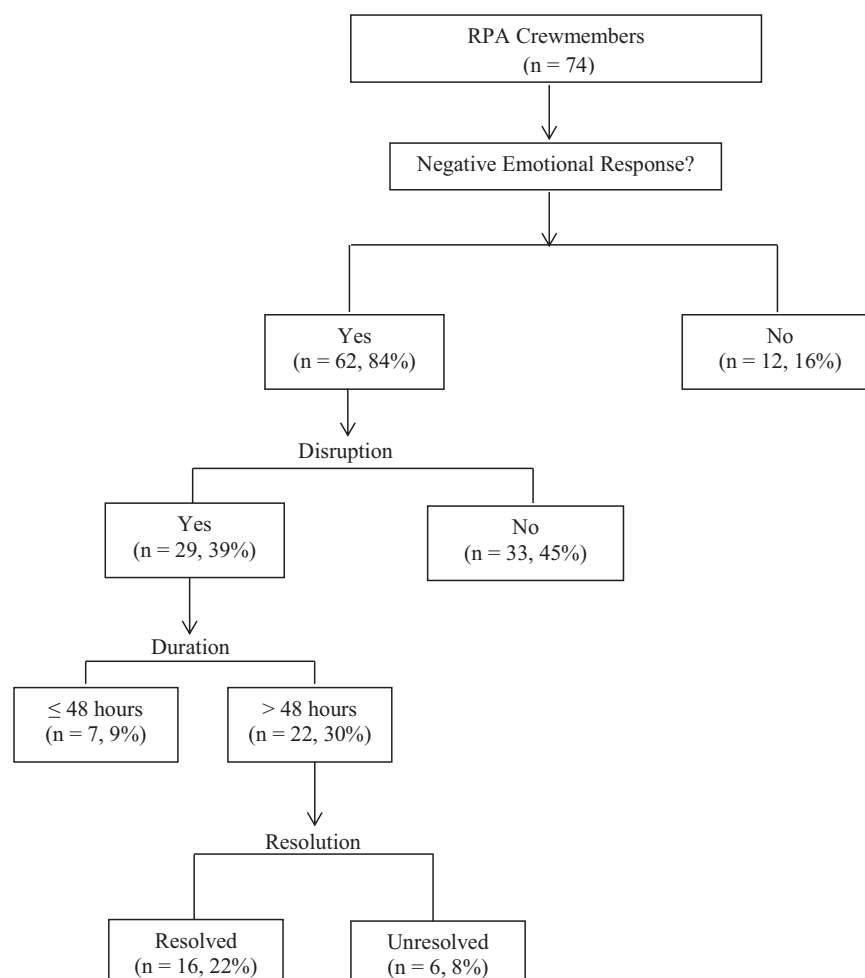 RPA Crewmembers
(n = 74)
Negative Emotional Response?
Yes
(n = 62, 84%)
No
(n = 12, 16%)
Disruption
Yes
(n = 29, 39%)
No
(n = 33, 45%)
Duration
≤ 48 hours
(n = 7, 9%)
> 48 hours
(n = 22, 30%)
Resolution
Resolved
(n = 16, 22%)
Unresolved
(n = 6, 8%)